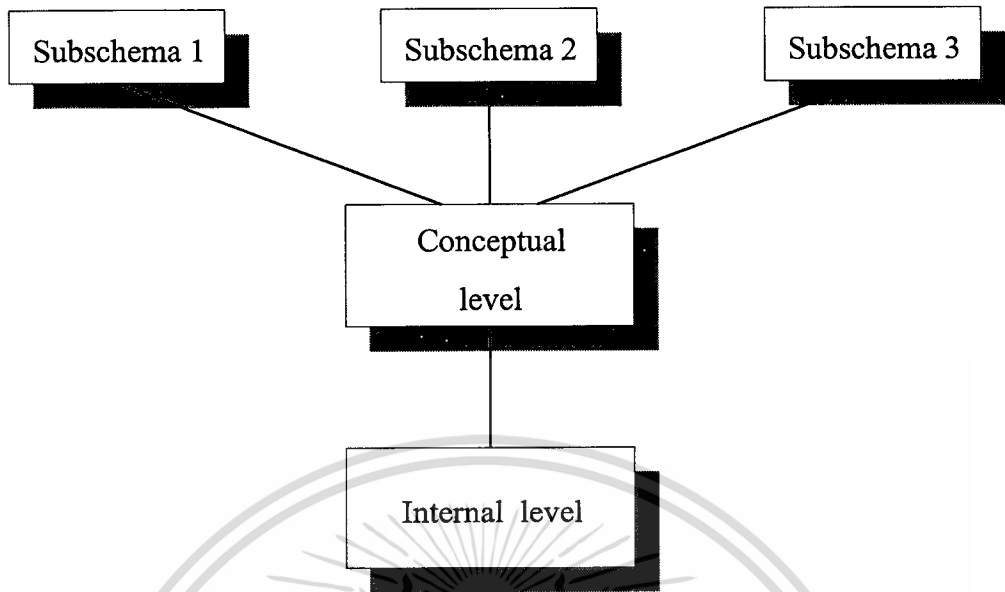 Subschema 1
Subschema 2
Subschema 3
Conceptual
level
Internal level